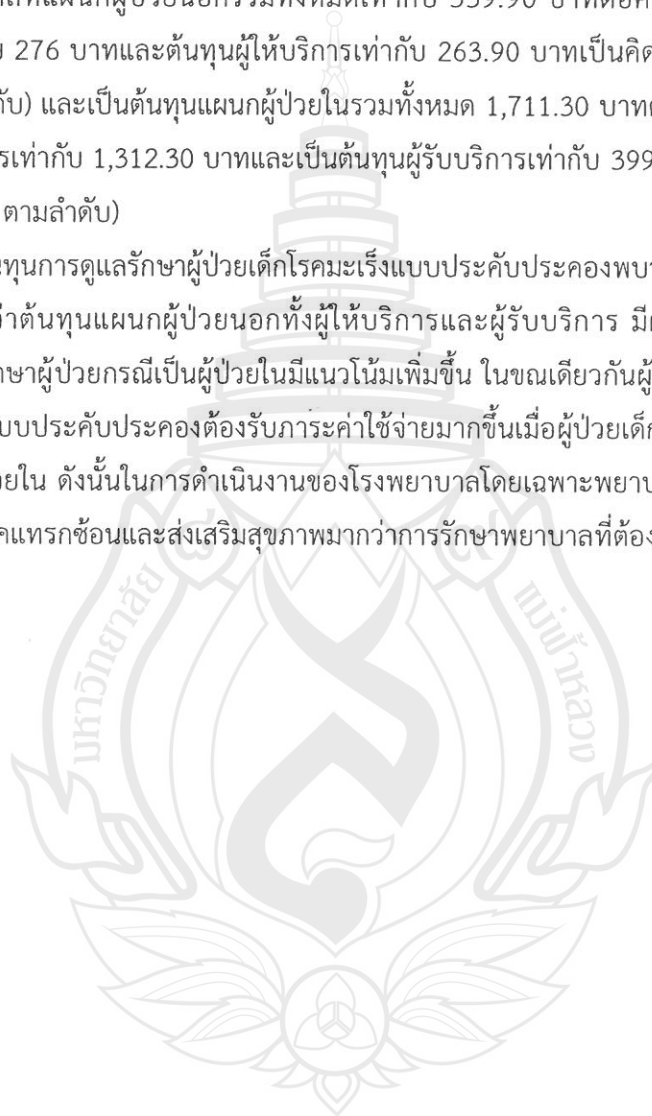 ที่แผนกผู้ป่วยนอกรวมทั้งหมดเท่ากับ 539.90 บาทต่อค
276 บาทและต้นทุนผู้ให้บริการเท่ากับ 263.90 บาทเป็นคิด
กับ) และเป็นต้นทุนแผนกผู้ป่วยในรวมทั้งหมด 1,711.30 บาท
รเท่ากับ 1,312.30 บาทและเป็นต้นทุนผู้รับบริการเท่ากับ 399
ตามลำดับ)
ทุนการดูแลรักษาผู้ป่วยเด็กโรคมะเร็งแบบประคับประคองพบ
ว่าต้นทุนแผนกผู้ป่วยนอกทั้งผู้ให้บริการและผู้รับบริการ มี
ษาผู้ป่วยกรณีเป็นผู้ป่วยในมีแนวโน้มเพิ่มขึ้น ในขณะเดียวกันผู้
บบประคับประคองต้องรับภาระค่าใช้จ่ายมากขึ้นเมื่อผู้ป่วยเด็ก
วยใน ดังนั้นในการดำเนินงานของโรงพยาบาลโดยเฉพาะพยาบ
คแทรกซ้อนและส่งเสริมสุขภาพมากว่าการรักษาพยาบาลที่ต้อง
มหาวิทยาลัย แม่ฟ้าหลวง